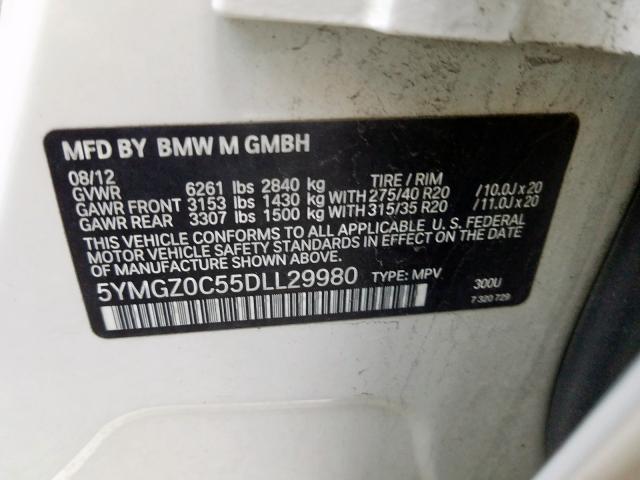 MFD BY BMW M GMBH
08/12
GVWR 6261 lbs 2840 kg TIRE / RIM
GAWR FRONT 3153 lbs 1430 kg WITH 275/40 R20 / 10.0J x 20
GAWR REAR 3307 lbs 1500 kg WITH 315/35 R20 / 11.0J x 20
THIS VEHICLE CONFORMS TO ALL APPLICABLE U. S. FEDERAL
MOTOR VEHICLE SAFETY STANDARDS IN EFFECT ON THE DATE
OF MANUFACTURE SHOWN ABOVE.
5YMGZ0C55DLL29980 TYPE: MPV 300U
7 320 729